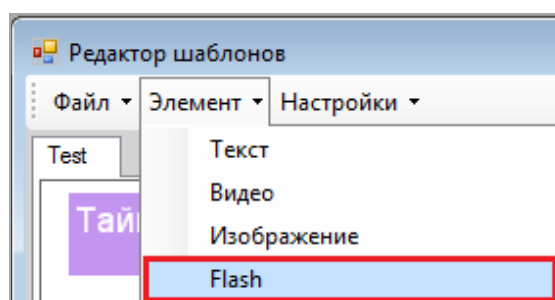 Редактор шаблонов
Файл Элемент Настройки
Test
Текст
Видео
Изображение
Flash